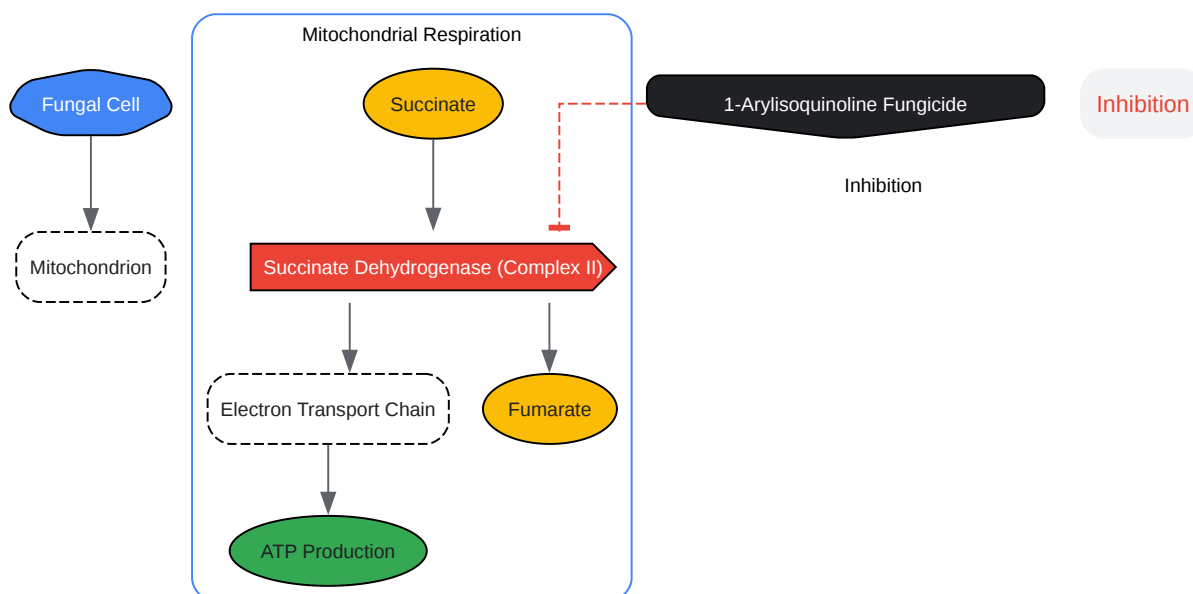 Mitochondrial Respiration
Fungal Cell
Succinate
1-Arylisoquinoline Fungicide
Inhibition
Inhibition
Mitochondrion
Succinate Dehydrogenase (Complex II)
Electron Transport Chain
Fumarate
ATP Production